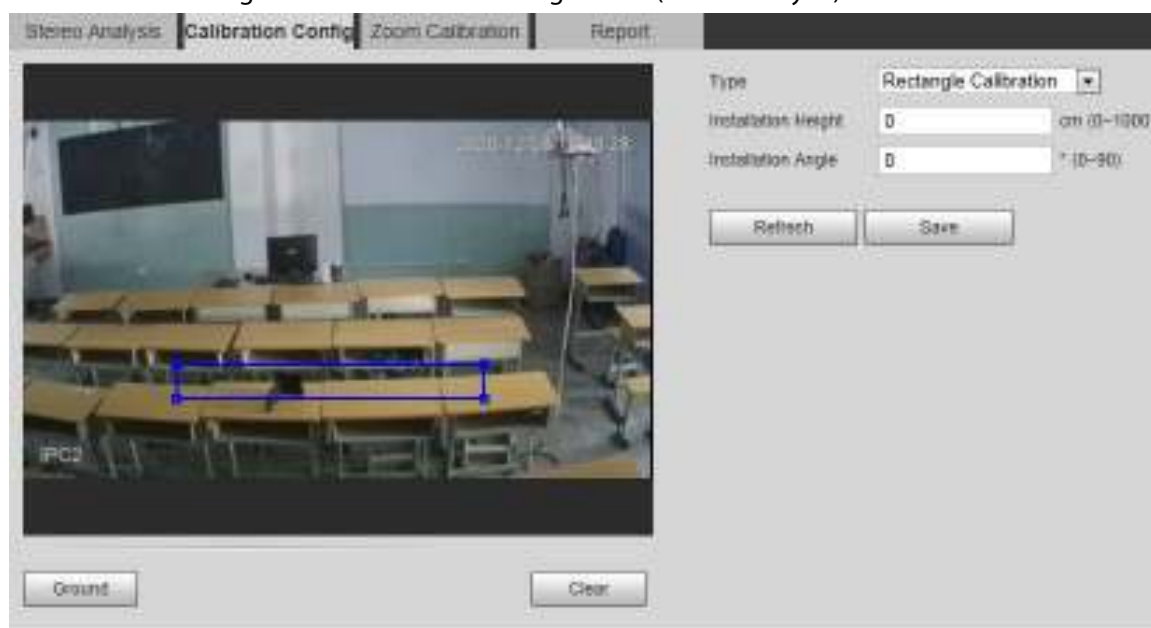 Stereo Analysis Calibration Config Zoom Calibration Report
Type Rectangle Calibration
Installation Height 0 cm (0~1000
Installation Angle 0 ° (0~90)
Refresh Save
IPC2
Ground Clear